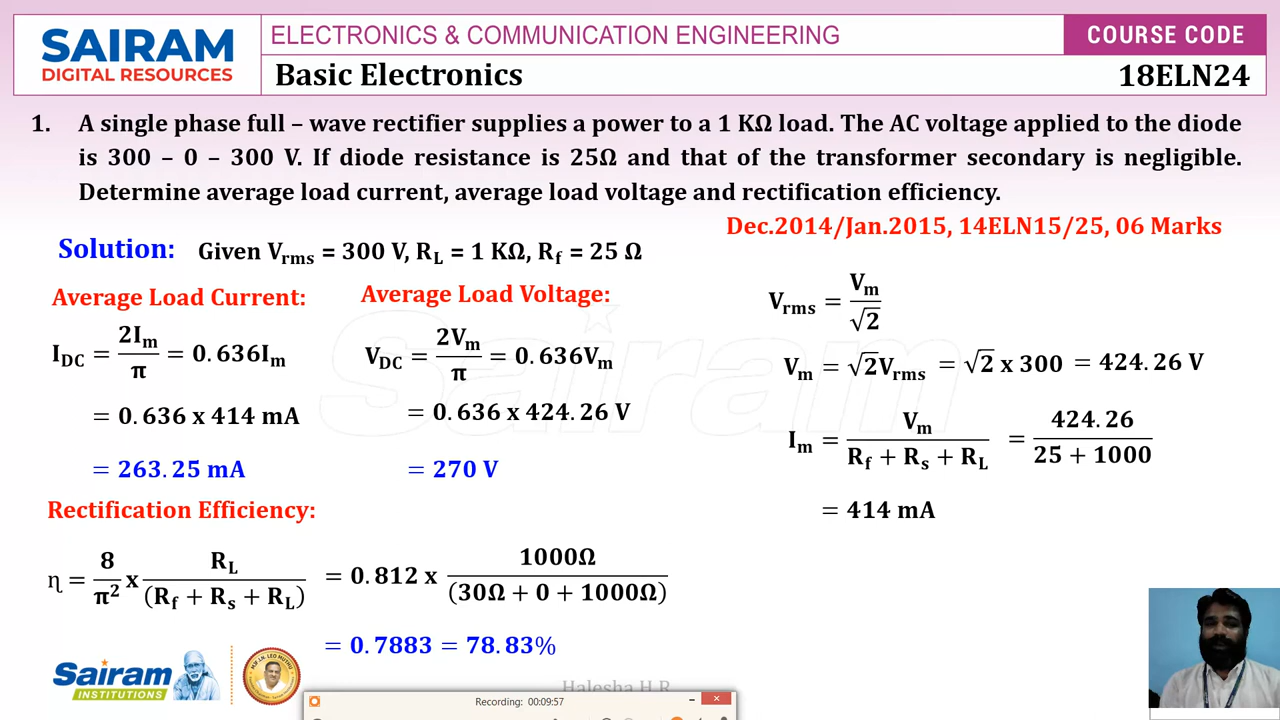 SAIRAM
DIGITAL RESOURCES
ELECTRONICS & COMMUNICATION ENGINEERING
COURSE CODE
Basic Electronics
18ELN24
1. A single phase full – wave rectifier supplies a power to a 1 KΩ load. The AC voltage applied to the diode
is 300 – 0 – 300 V. If diode resistance is 25Ω and that of the transformer secondary is negligible.
Determine average load current, average load voltage and rectification efficiency.
Dec.2014/Jan.2015, 14ELN15/25, 06 Marks
Solution: Given Vrms = 300 V, RL = 1 KΩ, Rf = 25 Ω
Average Load Current:
IDC = 2Im/π = 0.636Im
= 0.636 x 414 mA
= 263.25 mA
Average Load Voltage:
VDC = 2Vm/π = 0.636Vm
= 0.636 x 424.26 V
= 270 V
Vrms = Vm/√2
Vm = √2Vrms = √2 x 300 = 424.26 V
Im = Vm/(Rf + Rs + RL) = 424.26/(25 + 1000)
= 414 mA
Rectification Efficiency:
η = 8/π² x RL/(Rf + Rs + RL) = 0.812 x 1000Ω/(30Ω + 0 + 1000Ω)
= 0.7883 = 78.83%
Sairam
Sairam
INSTITUTIONS
Halesha H R
Recording: 00:09:57